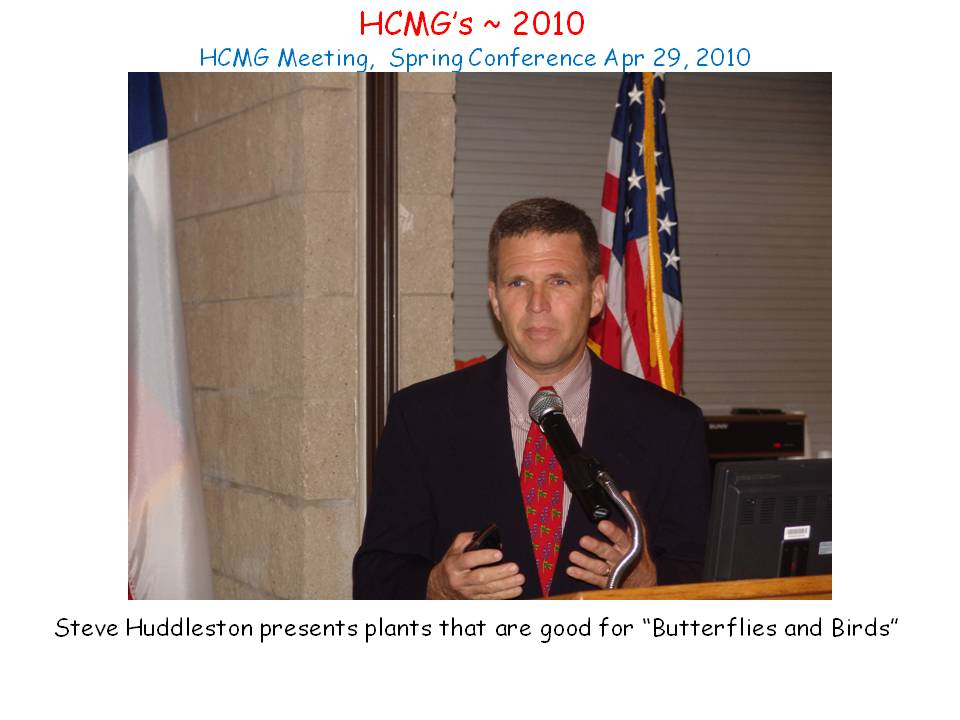 HCMG's ~ 2010
HCMG Meeting,  Spring Conference Apr 29, 2010
BUNN
Steve Huddleston presents plants that are good for “Butterflies and Birds”